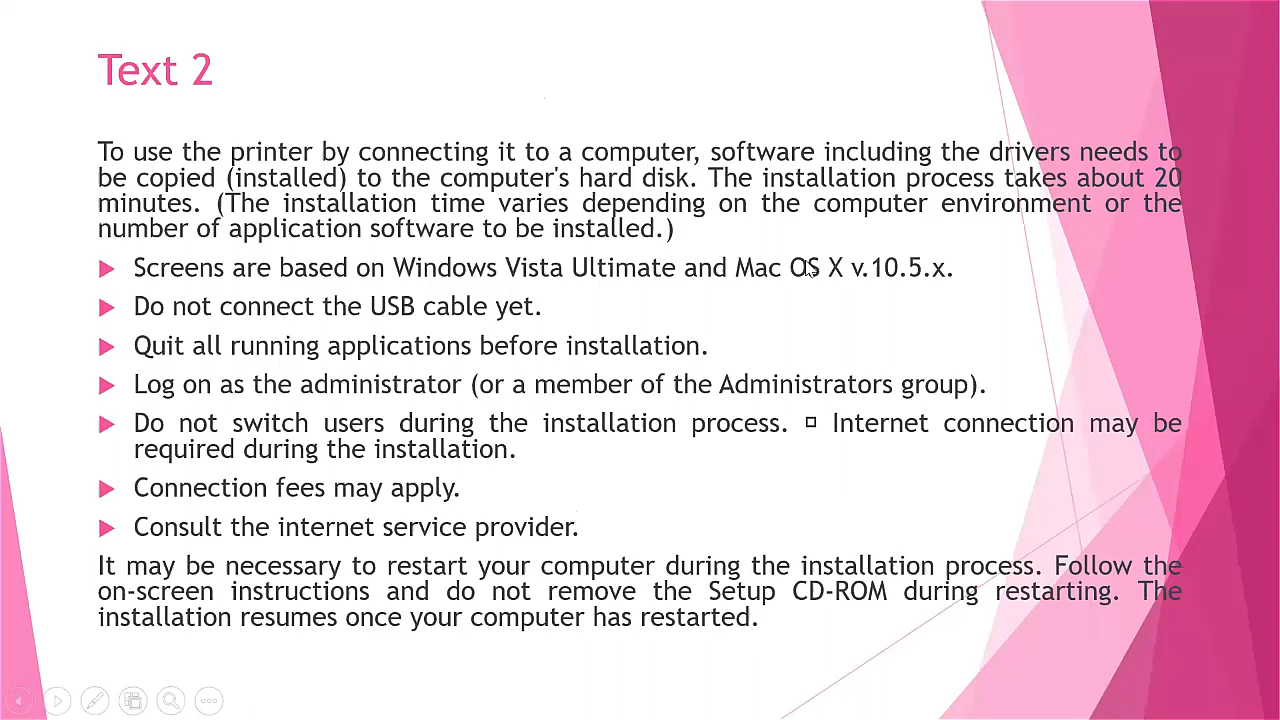 Text 2
To use the printer by connecting it to a computer, software including the drivers needs to
be copied (installed) to the computer's hard disk. The installation process takes about 20
minutes. (The installation time varies depending on the computer environment or the
number of application software to be installed.)
Screens are based on Windows Vista Ultimate and Mac OS X v.10.5.x.
Do not connect the USB cable yet.
Quit all running applications before installation.
Log on as the administrator (or a member of the Administrators group).
Do not switch users during the installation process. □ Internet connection may be
required during the installation.
Connection fees may apply.
Consult the internet service provider.
It may be necessary to restart your computer during the installation process. Follow the
on-screen instructions and do not remove the Setup CD-ROM during restarting. The
installation resumes once your computer has restarted.